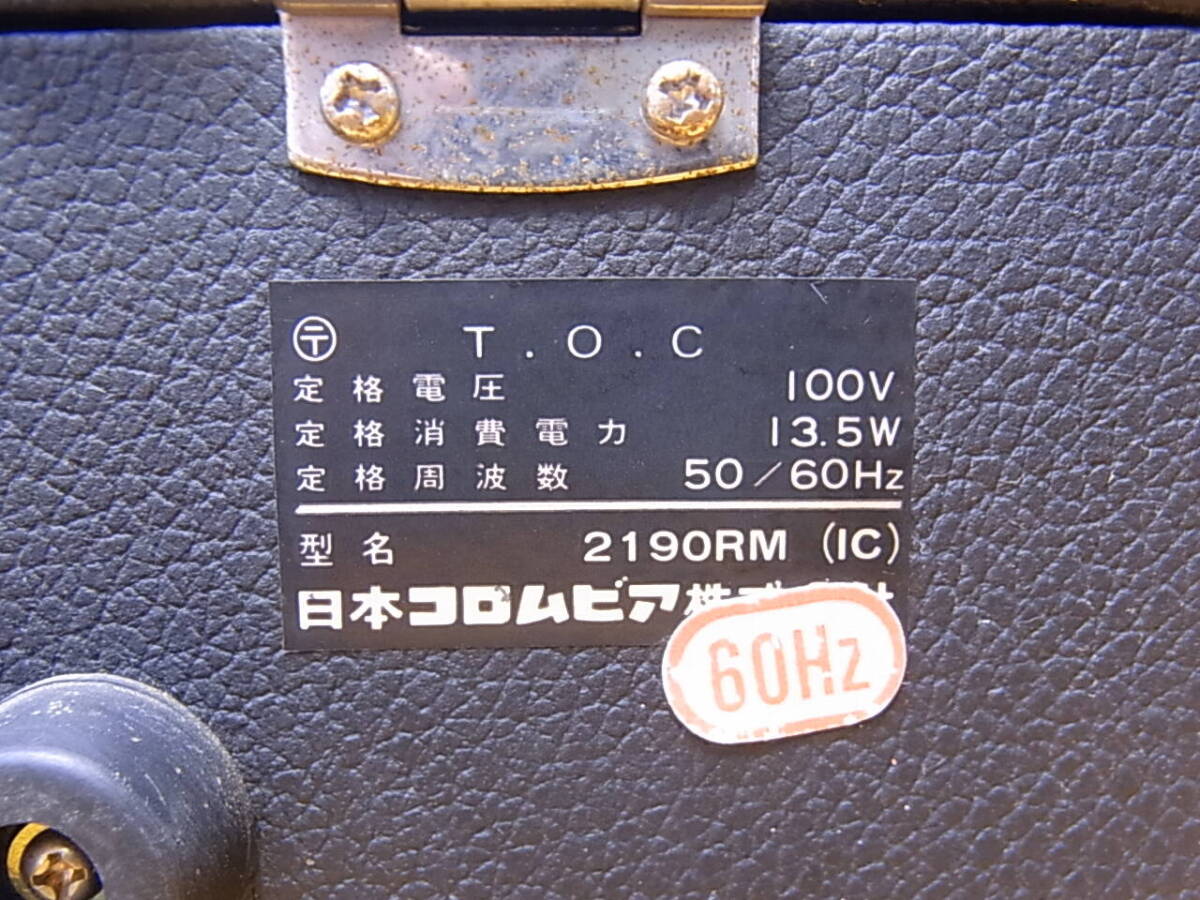 〒 T.O.C
定格電圧 100V
定格消費電力 13.5W
定格周波数 50/60Hz
型名 2190RM (IC)
日本コロムビア株
60Hz